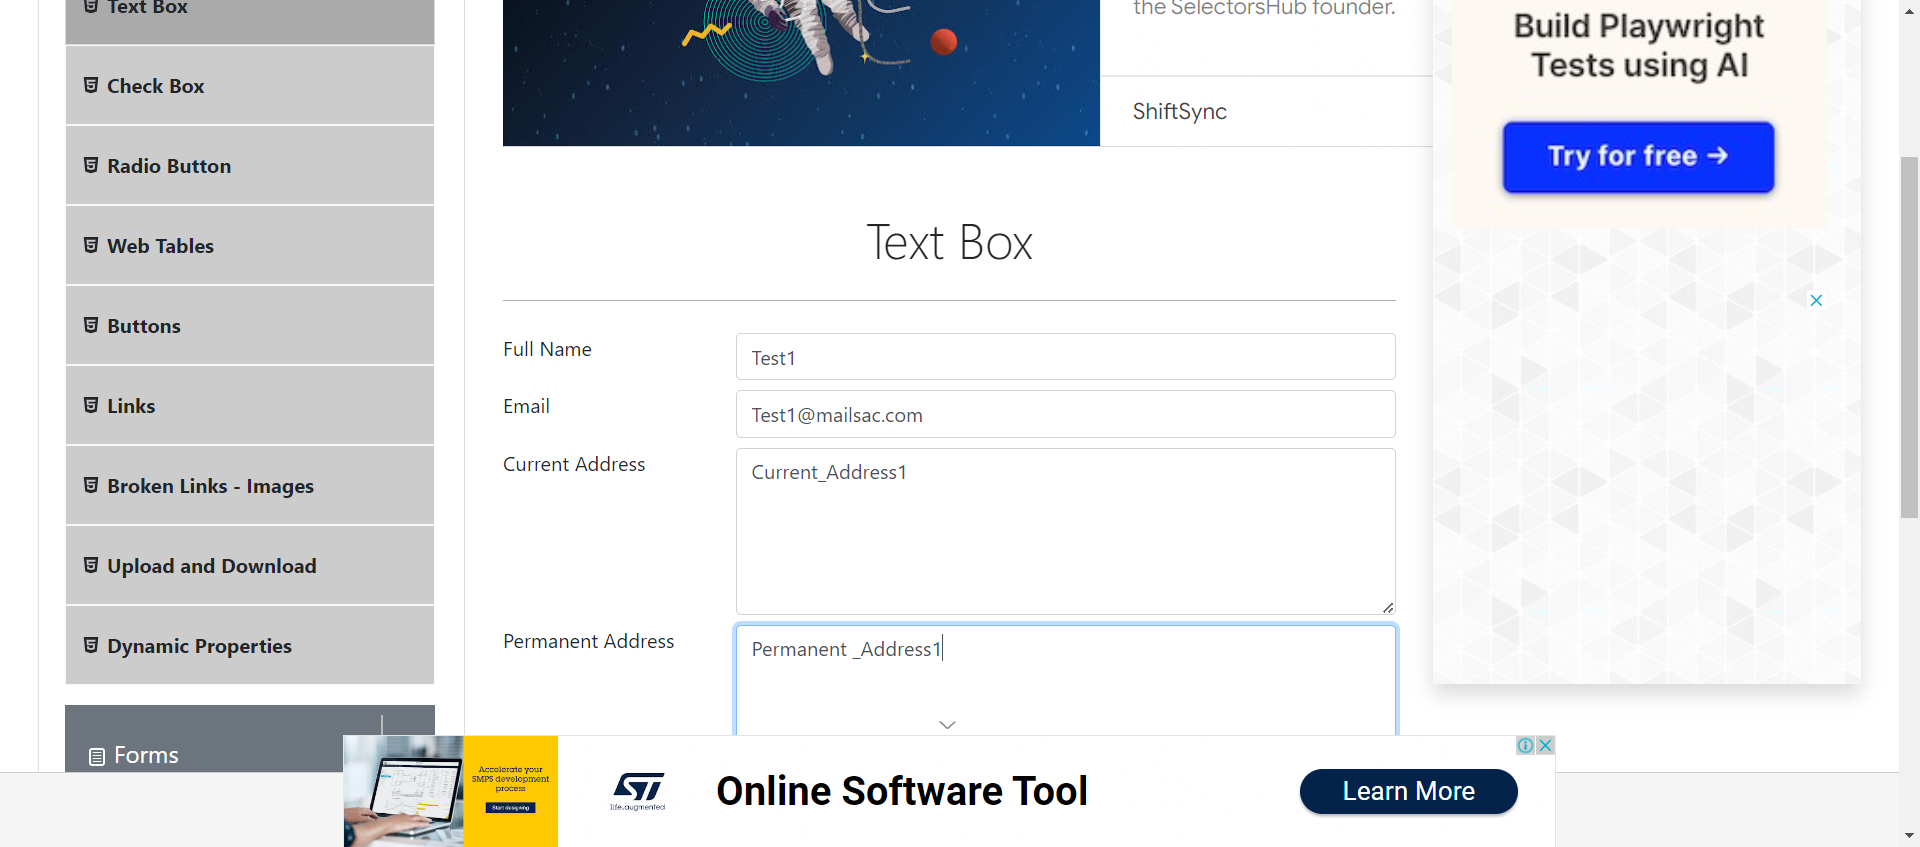 Text Box
Check Box
Radio Button
Web Tables
Buttons
Links
Broken Links - Images
Upload and Download
Dynamic Properties
Forms
the SelectorsHub founder.
ShiftSync
Text Box
Full Name
Test1
Email
Test1@mailsac.com
Current Address
Current_Address1
Permanent Address
Permanent _Address1
Build Playwright
Tests using AI
Try for free →
Accelerate your
SMPS development
process
Start designing
ST
life.augmented
Online Software Tool
Learn More